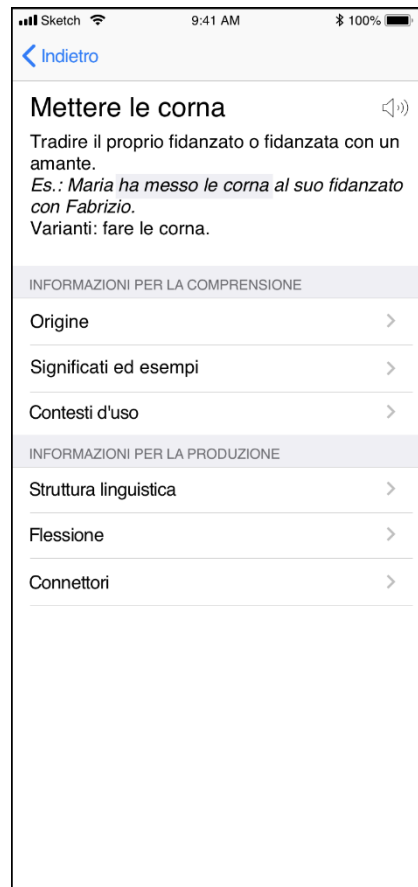 Sketch 9:41 AM 100%
Indietro
Mettere le corna
Tradire il proprio fidanzato o fidanzata con un
amante.
Es.: Maria ha messo le corna al suo fidanzato
con Fabrizio.
Varianti: fare le corna.
INFORMAZIONI PER LA COMPRENSIONE
Origine
Significati ed esempi
Contesti d'uso
INFORMAZIONI PER LA PRODUZIONE
Struttura linguistica
Flessione
Connettori